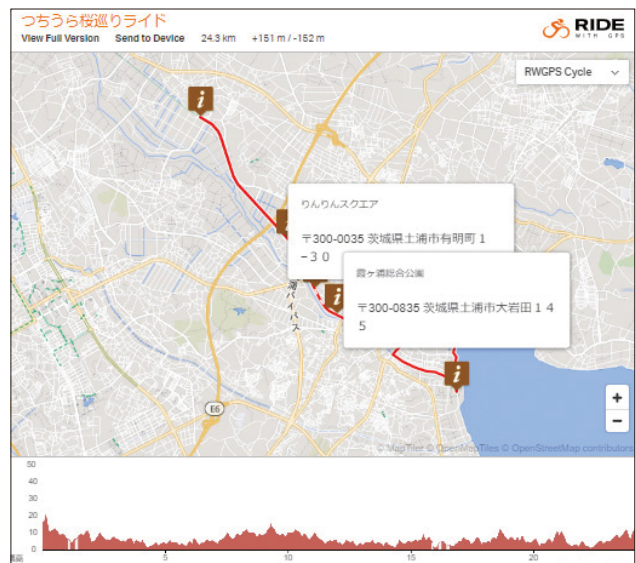 つちうら桜巡りライド
View Full Version Send to Device 24.3 km +151 m / -152 m
RIDE
WITH GPS
RWGPS Cycle
りんりんスクエア
〒300-0035 茨城県土浦市有明町１
−３０
霞ヶ浦総合公園
〒300-0835 茨城県土浦市大岩田１４
５
バイパス
E6
+
−
© MapTiler © OpenMapTiles © OpenStreetMap contributors
50
40
30
20
10
0
5
10
15
20